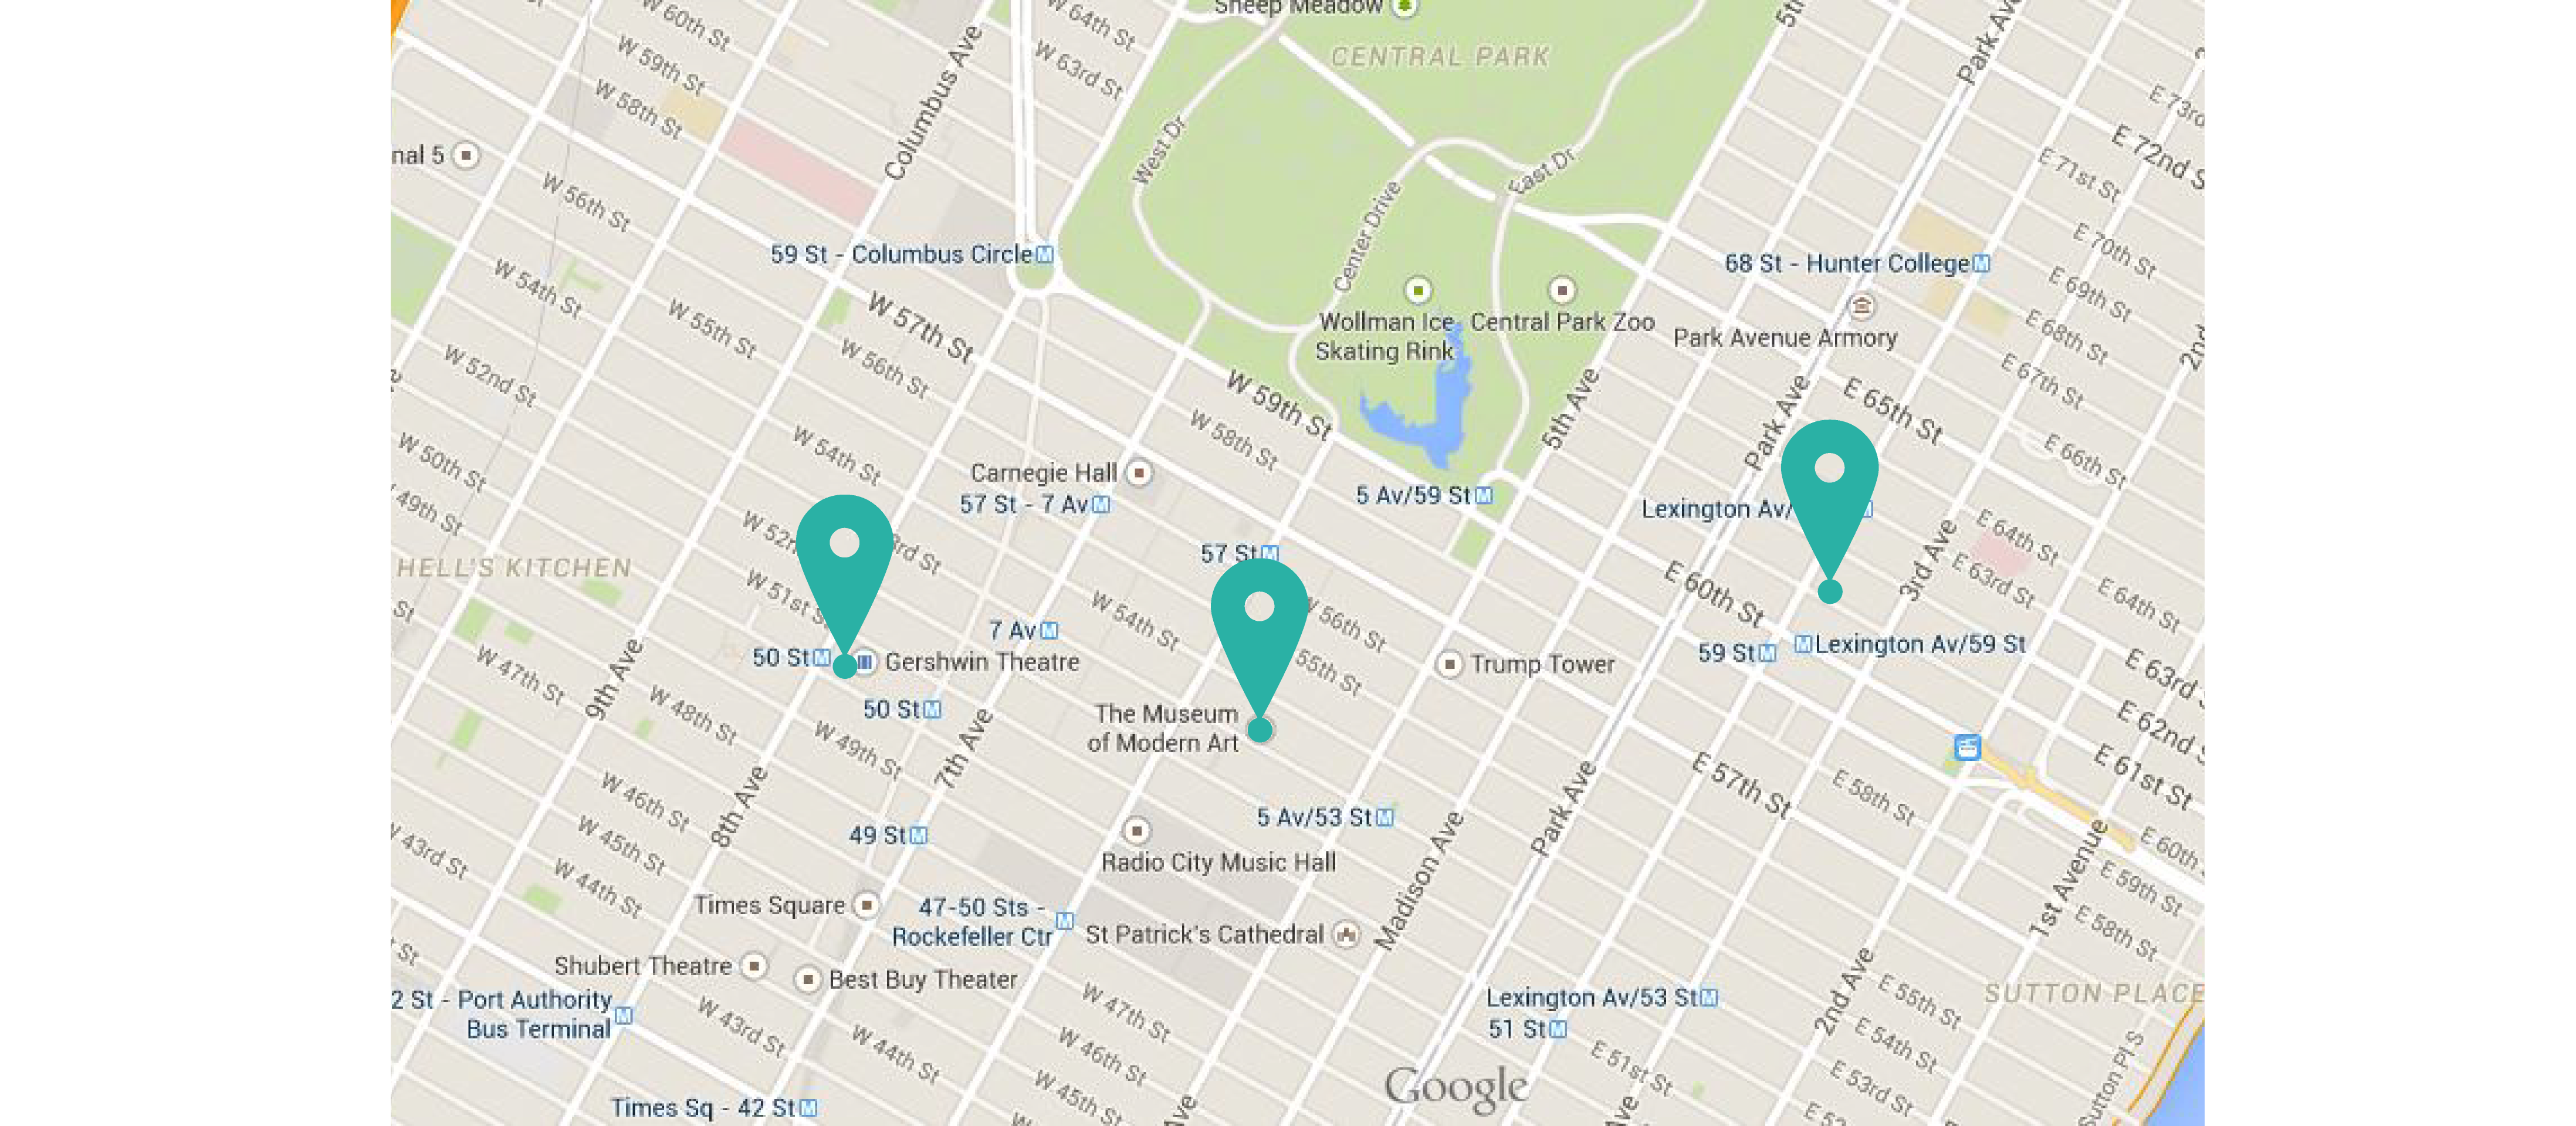 Sheep Meadow
W 60th St
W 64th St
5th
Park Ave
W 59th St
Columbus Ave
W 63rd St
CENTRAL PARK
W 58th St
E 73rd
nal 5
West Dr
East Dr
E 72nd S
E 71st St
W 56th St
Center Drive
59 St - Columbus Circle
68 St - Hunter College
E 70th St
W 54th St
W 55th St
W 57th St
Wollman Ice
Skating Rink
Central Park Zoo
Park Avenue Armory
E 69th St
E 68th St
2nd
W 52nd St
W 56th St
W 59th St
5th Ave
Park Ave
E 65th St
E 67th St
W 50th St
W 54th St
W 58th St
E 66th St
Carnegie Hall
57 St - 7 Av
5 Av/59 St
Lexington Av/
49th St
W 52n
3rd St
3rd Ave
E 64th St
HELL'S KITCHEN
57 St
E 63rd St
W 51st S
E 60th St
E 64th St
St
W 54th St
W 56th St
7 Av
50 St
Gershwin Theatre
55th St
Trump Tower
59 St
Lexington Av/59 St
W 47th St
9th Ave
W 48th St
50 St
The Museum
of Modern Art
E 63rd
E 62nd
W 49th St
7th Ave
E 57th St
E 58th St
E 61st St
W 46th St
8th Ave
Park Ave
W 45th St
49 St
5 Av/53 St
Madison Ave
W 43rd St
Radio City Music Hall
1st Avenue
E 60th
E 59th St
W 44th St
Times Square
47-50 Sts -
Rockefeller Ctr
St Patrick's Cathedral
E 58th St
St
Shubert Theatre
Best Buy Theater
2nd Ave
E 55th St
SUTTON PLACE
2 St - Port Authority
Bus Terminal
W 43rd St
W 47th St
Lexington Av/53 St
51 St
E 54th St
W 44th St
W 46th St
E 51st St
E 53rd St
Sutton Pl S
Times Sq - 42 St
W 45th St
Google
Ave
Ave
E 52